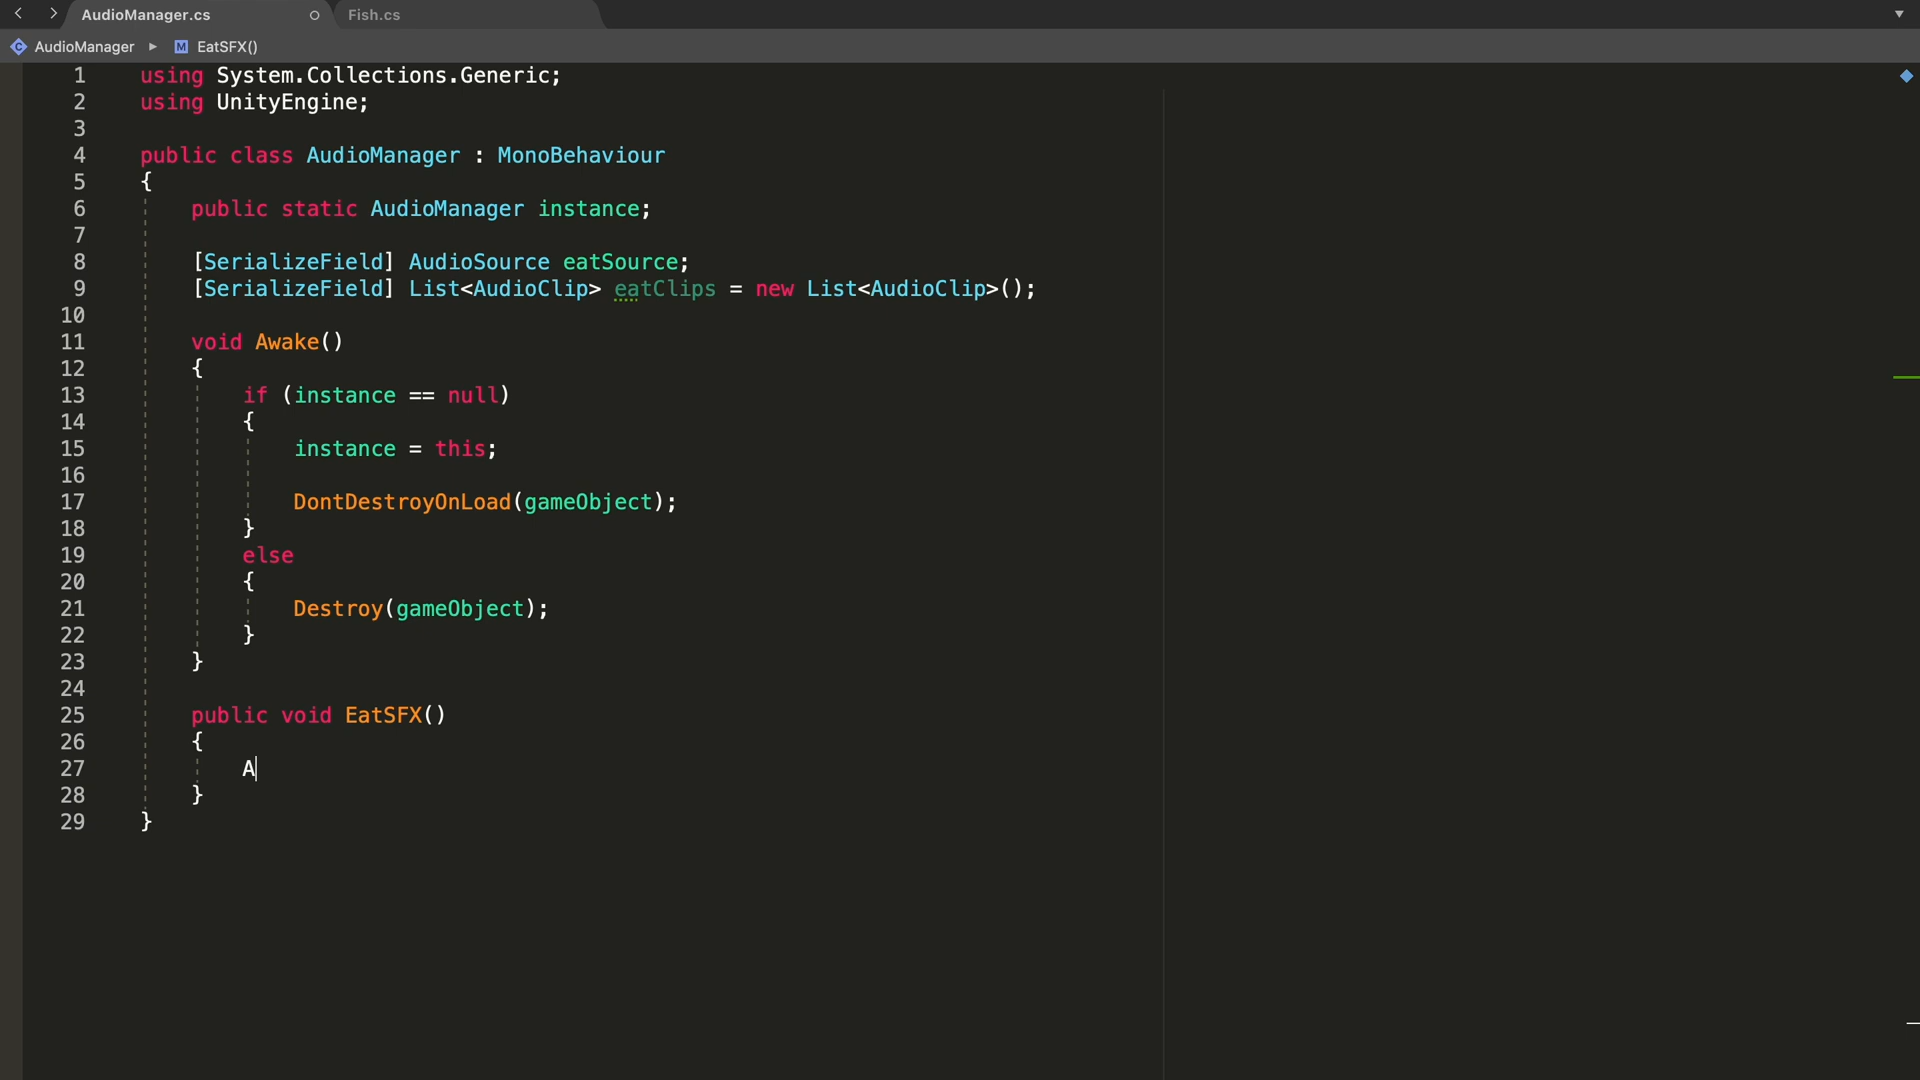 AudioManager.cs Fish.cs
AudioManager EatSFX()
1 using System.Collections.Generic;
2 using UnityEngine;
3
4 public class AudioManager : MonoBehaviour
5 {
6 public static AudioManager instance;
7
8 [SerializeField] AudioSource eatSource;
9 [SerializeField] List<AudioClip> eatClips = new List<AudioClip>();
10
11 void Awake()
12 {
13 if (instance == null)
14 {
15 instance = this;
16
17 DontDestroyOnLoad(gameObject);
18 }
19 else
20 {
21 Destroy(gameObject);
22 }
23 }
24
25 public void EatSFX()
26 {
27 A
28 }
29 }